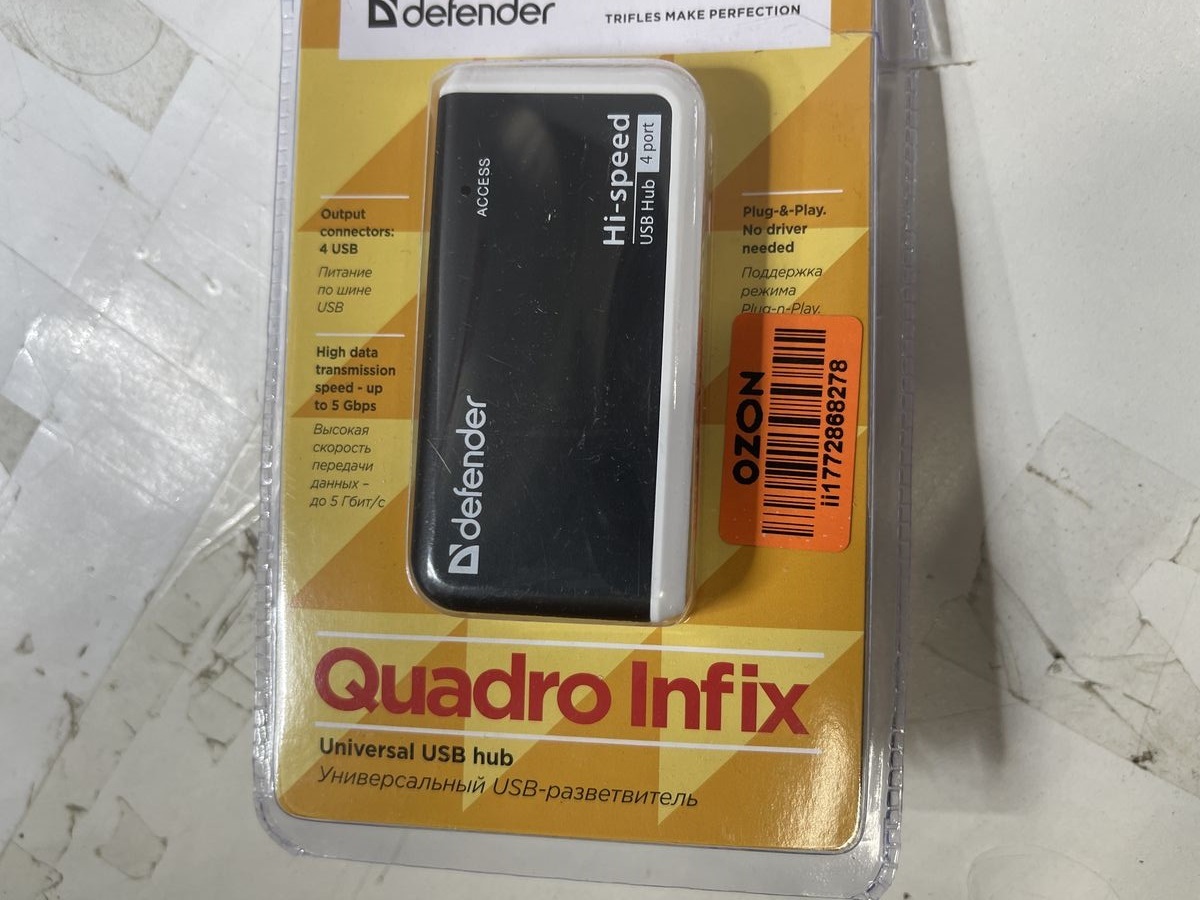 defender
TRIFLES MAKE PERFECTION
ACCESS
Hi-speed
USB Hub 4 port
defender
Output
connectors:
4 USB
Питание
по шине
USB
High data
transmission
speed - up
to 5 Gbps
Высокая
скорость
передачи
данных –
до 5 Гбит/с
Plug-&-Play.
No driver
needed
Поддержка
режима
Plug-n-Play.
OZON
ii1772868278
Quadro Infix
Universal USB hub
Универсальный USB-разветвитель